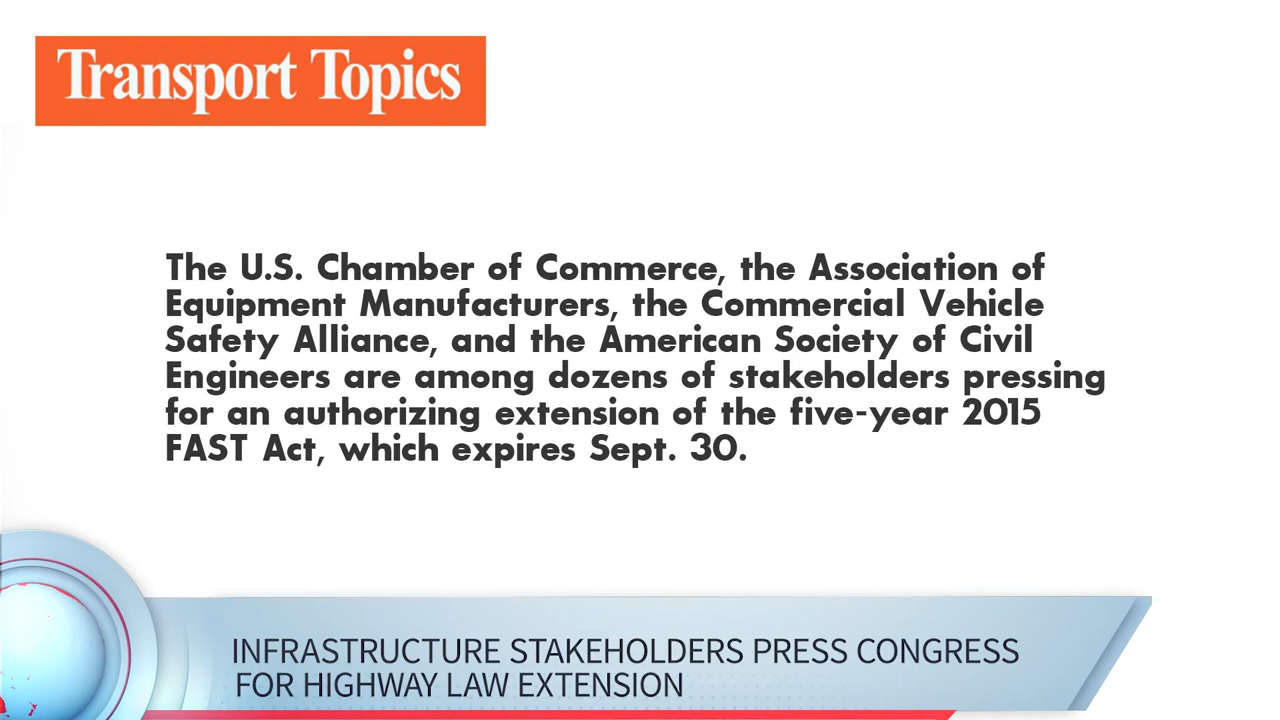 Transport Topics
The U.S. Chamber of Commerce, the Association of
Equipment Manufacturers, the Commercial Vehicle
Safety Alliance, and the American Society of Civil
Engineers are among dozens of stakeholders pressing
for an authorizing extension of the five-year 2015
FAST Act, which expires Sept. 30.
INFRASTRUCTURE STAKEHOLDERS PRESS CONGRESS
FOR HIGHWAY LAW EXTENSION